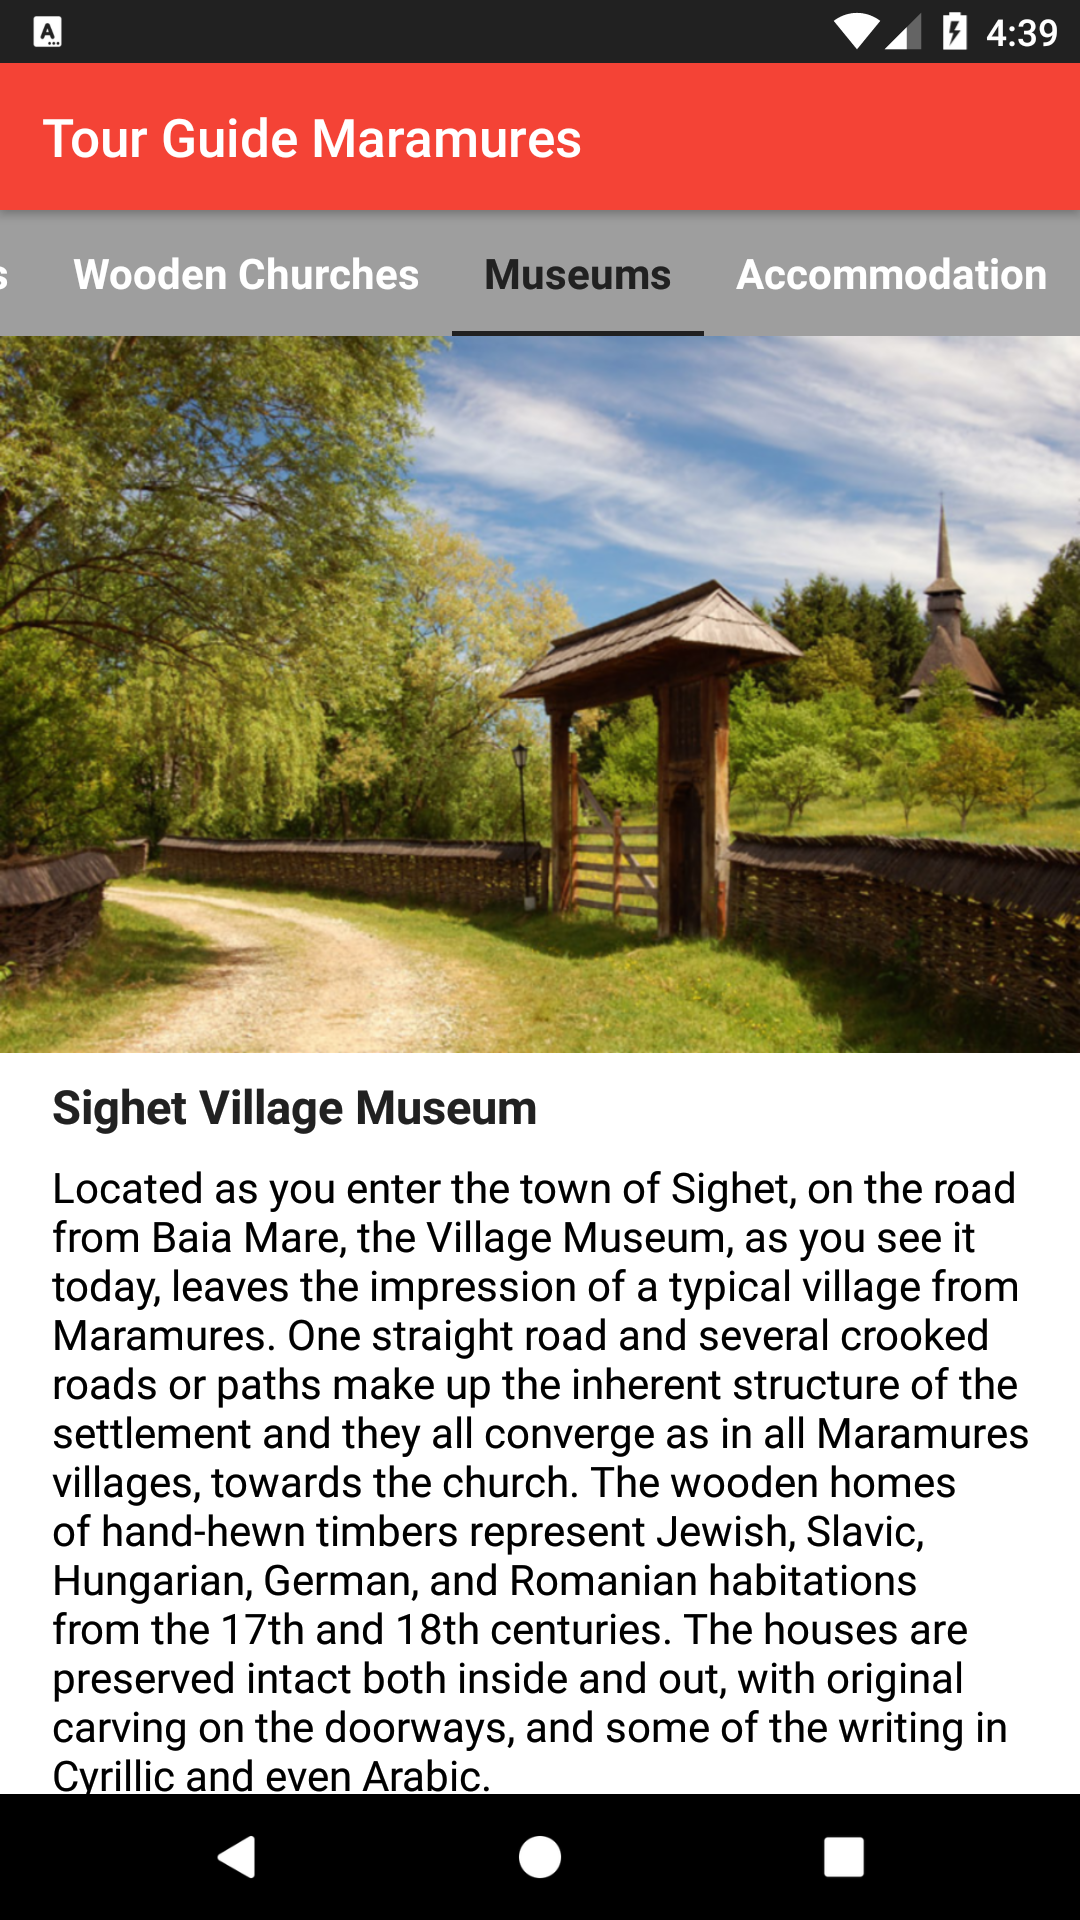 4:39
Tour Guide Maramures
s Wooden Churches Museums Accommodation
Sighet Village Museum
Located as you enter the town of Sighet, on the road
from Baia Mare, the Village Museum, as you see it
today, leaves the impression of a typical village from
Maramures. One straight road and several crooked
roads or paths make up the inherent structure of the
settlement and they all converge as in all Maramures
villages, towards the church. The wooden homes
of hand-hewn timbers represent Jewish, Slavic,
Hungarian, German, and Romanian habitations
from the 17th and 18th centuries. The houses are
preserved intact both inside and out, with original
carving on the doorways, and some of the writing in
Cyrillic and even Arabic.